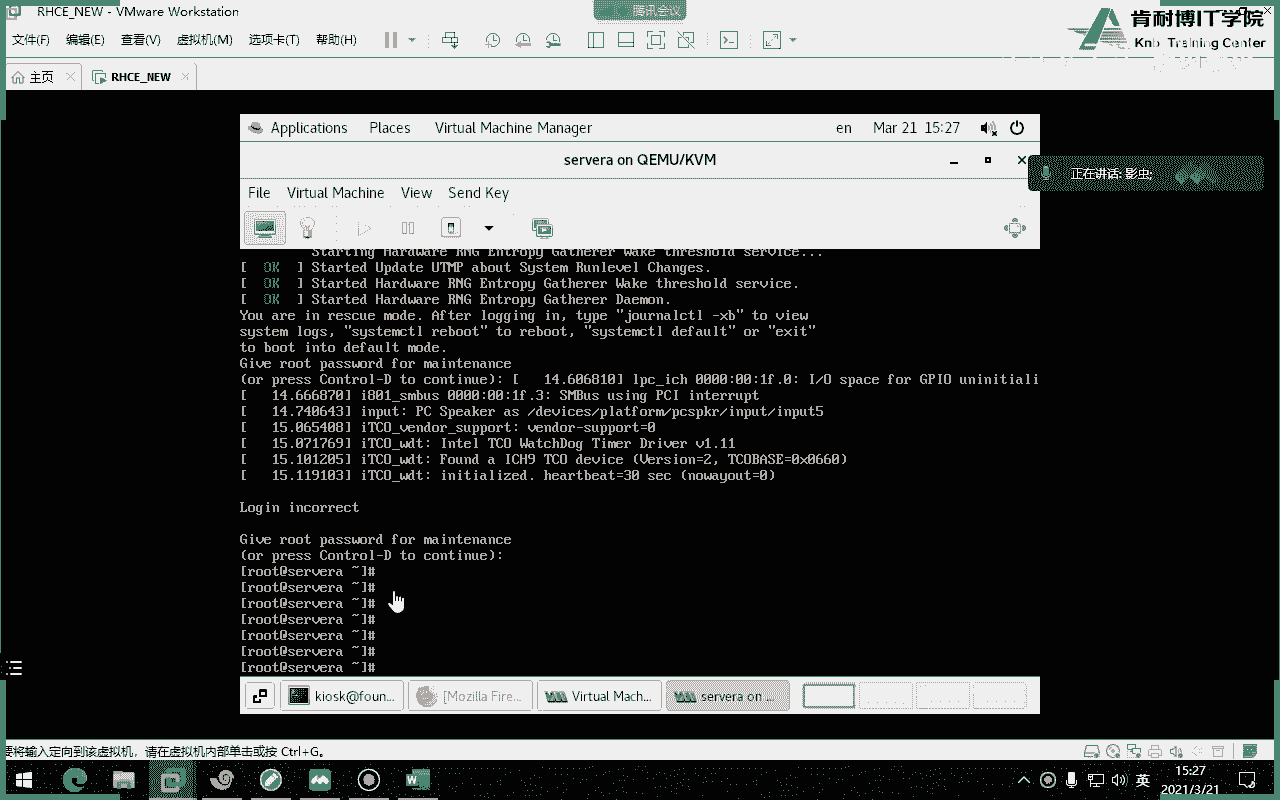 RHCE_NEW - VMware Workstation
腾讯会议
肯耐博IT学院
Knb Training Center
文件(F) 编辑(E) 查看(V) 虚拟机(M) 选项卡(T) 帮助(H)
主页 RHCE_NEW
Applications Places Virtual Machine Manager en Mar 21 15:27
servera on QEMU/KVM
正在讲话: 影虫;
File Virtual Machine View Send Key
Starting Hardware RNG Entropy Gatherer Wake threshold service...
[ OK ] Started Update UTMP about System Runlevel Changes.
[ OK ] Started Hardware RNG Entropy Gatherer Wake threshold service.
[ OK ] Started Hardware RNG Entropy Gatherer Daemon.
You are in rescue mode. After logging in, type "journalctl -xb" to view
system logs, "systemctl reboot" to reboot, "systemctl default" or "exit"
to boot into default mode.
Give root password for maintenance
(or press Control-D to continue): [ 14.606810] lpc_ich 0000:00:1f.0: I/O space for GPIO uninitiali
[ 14.666870] i801_smbus 0000:00:1f.3: SMBus using PCI interrupt
[ 14.740643] input: PC Speaker as /devices/platform/pcspkr/input/input5
[ 15.065408] iTCO_vendor_support: vendor-support=0
[ 15.071769] iTCO_wdt: Intel TCO WatchDog Timer Driver v1.11
[ 15.101205] iTCO_wdt: Found a ICH9 TCO device (Version=2, TCOBASE=0x0660)
[ 15.119103] iTCO_wdt: initialized. heartbeat=30 sec (nowayout=0)
Login incorrect
Give root password for maintenance
(or press Control-D to continue):
[root@servera ~]#
[root@servera ~]#
[root@servera ~]#
[root@servera ~]#
[root@servera ~]#
[root@servera ~]#
[root@servera ~]#
kiosk@foun... [Mozilla Fire... Virtual Mach... servera on ...
要将输入定向到该虚拟机，请在虚拟机内部单击或按 Ctrl+G。
英
15:27
2021/3/21